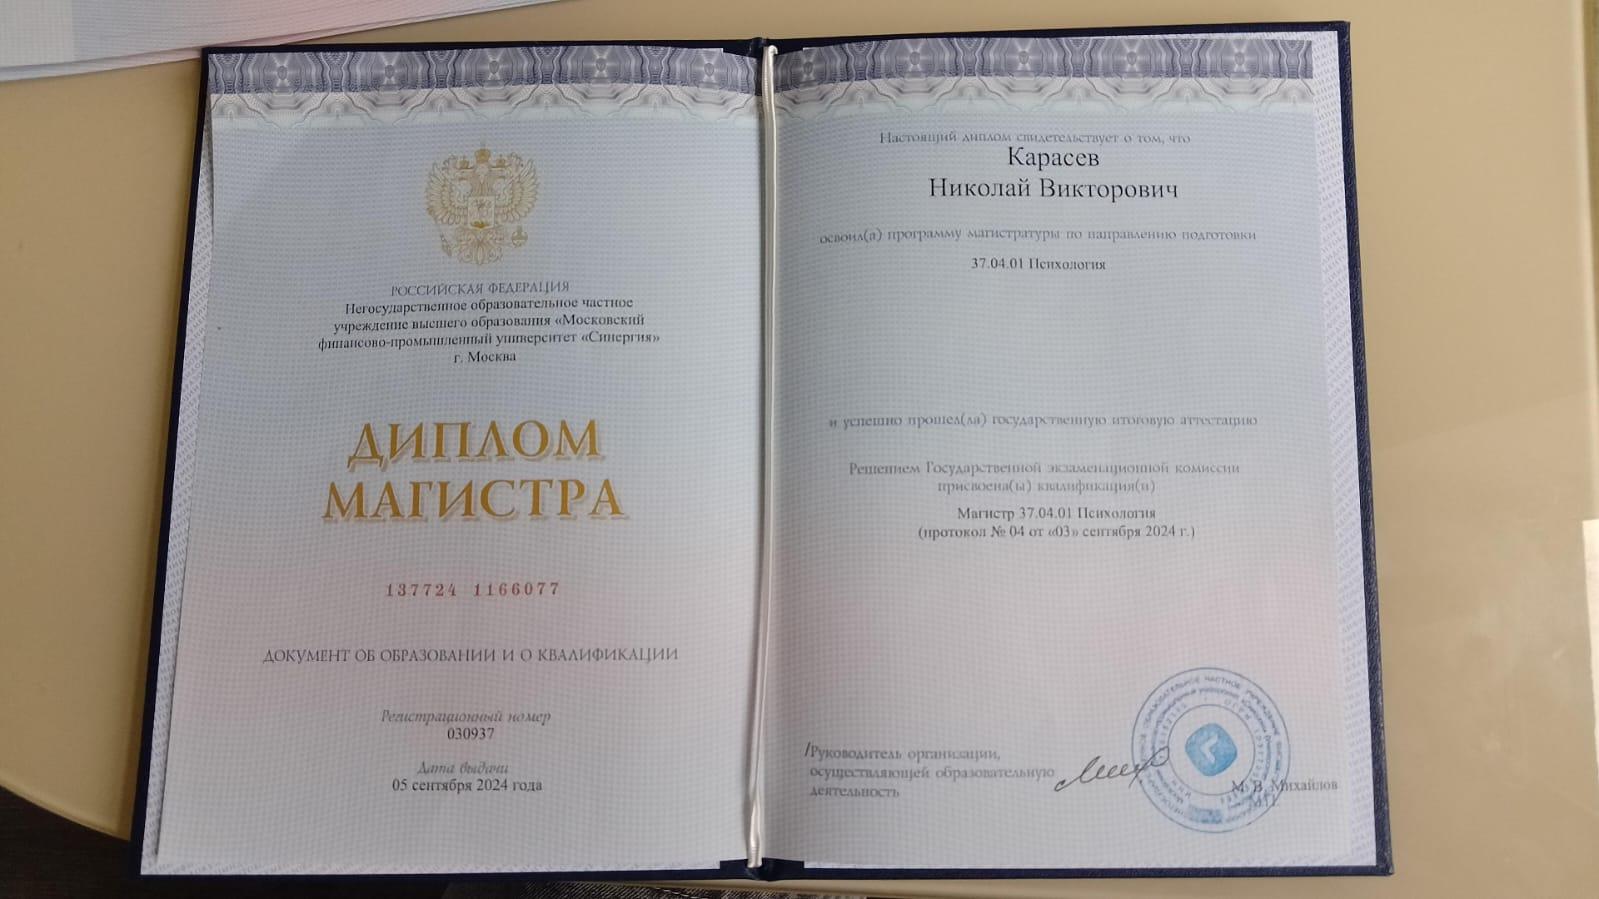 РОССИЙСКАЯ ФЕДЕРАЦИЯ
Негосударственное образовательное частное
учреждение высшего образования «Московский
финансово-промышленный университет «Синергия»
г. Москва
ДИПЛОМ
МАГИСТРА
137724 1166077
ДОКУМЕНТ ОБ ОБРАЗОВАНИИ И О КВАЛИФИКАЦИИ
Регистрационный номер
030937
Дата выдачи
05 сентября 2024 года
Настоящий диплом свидетельствует о том, что
Карасев
Николай Викторович
освоил(а) программу магистратуры по направлению подготовки
37.04.01 Психология
и успешно прошел(ла) государственную итоговую аттестацию
Решением Государственной экзаменационной комиссии
присвоена(ы) квалификация(и)
Магистр 37.04.01 Психология
(протокол № 04 от «03» сентября 2024 г.)
Руководитель организации,
осуществляющей образовательную
деятельность
М. В. Михайлов
М.П.